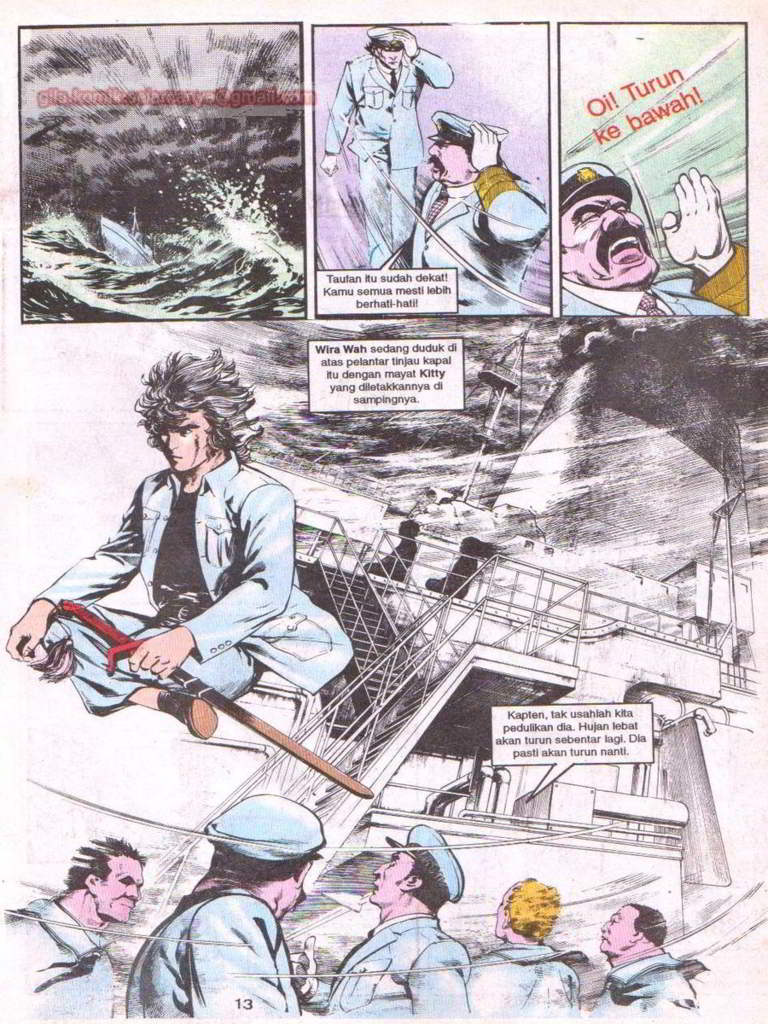 Taufan itu sudah dekat!
Kamu semua mesti lebih
berhati-hati!
Oi! Turun
ke bawah!
Wira Wah sedang duduk di
atas pelantar tinjau kapal
itu dengan mayat Kitty
yang diletakkannya di
sampingnya.
Kapten, tak usahlah kita
pedulikan dia. Hujan lebat
akan turun sebentar lagi. Dia
pasti akan turun nanti.
13